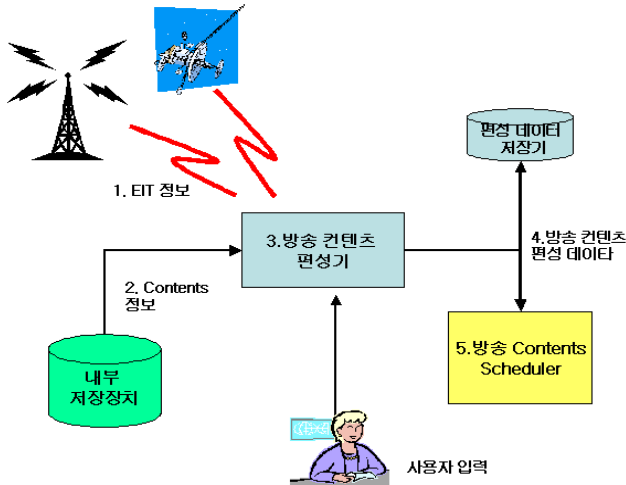 편성 데이터
저장기
1. EIT 정보
3.방송 컨텐츠
편성기
4.방송 컨텐츠
편성 데이타
2. Contents
정보
5.방송 Contents
Scheduler
내부
저장장치
사용자 입력